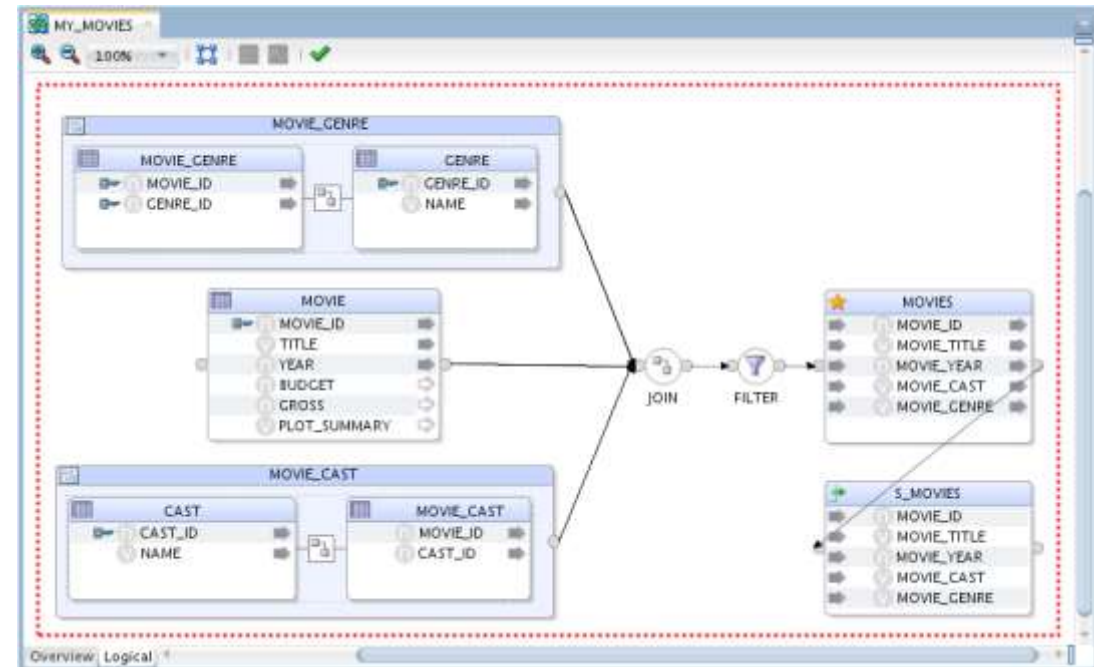 MY_MOVIES
100%
MOVIE_GENRE
MOVIE_GENRE
MOVIE_ID
GENRE_ID
GENRE
GENRE_ID
NAME
MOVIE
MOVIE_ID
TITLE
YEAR
BUDGET
GROSS
PLOT_SUMMARY
MOVIE_CAST
CAST
CAST_ID
NAME
MOVIE_CAST
MOVIE_ID
CAST_ID
JOIN
FILTER
MOVIES
MOVIE_ID
MOVIE_TITLE
MOVIE_YEAR
MOVIE_CAST
MOVIE_GENRE
S_MOVIES
MOVIE_ID
MOVIE_TITLE
MOVIE_YEAR
MOVIE_CAST
MOVIE_GENRE
Overview Logical